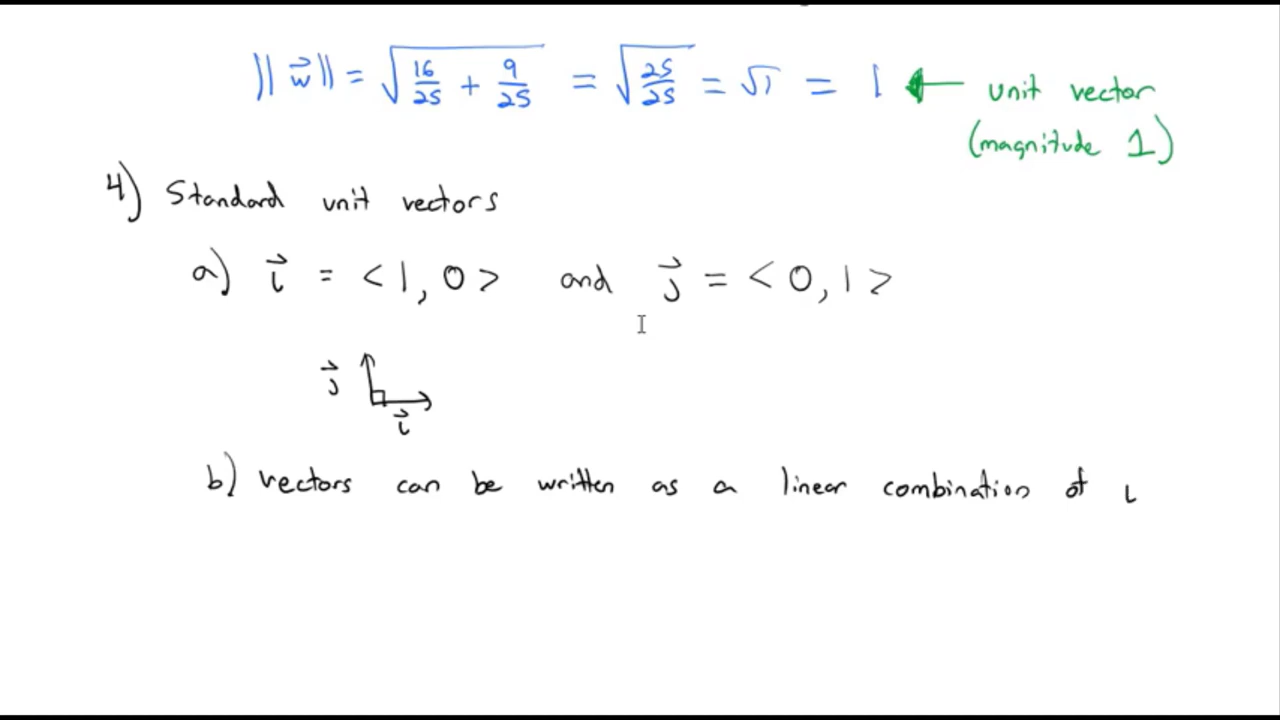 ||w⃗|| = √(16/25 + 9/25) = √(25/25) = √1 = 1 ← unit vector
(magnitude 1)
4) Standard unit vectors
a) i⃗ = <1, 0> and j⃗ = <0, 1>
j⃗
i⃗
b) vectors can be written as a linear combination of i